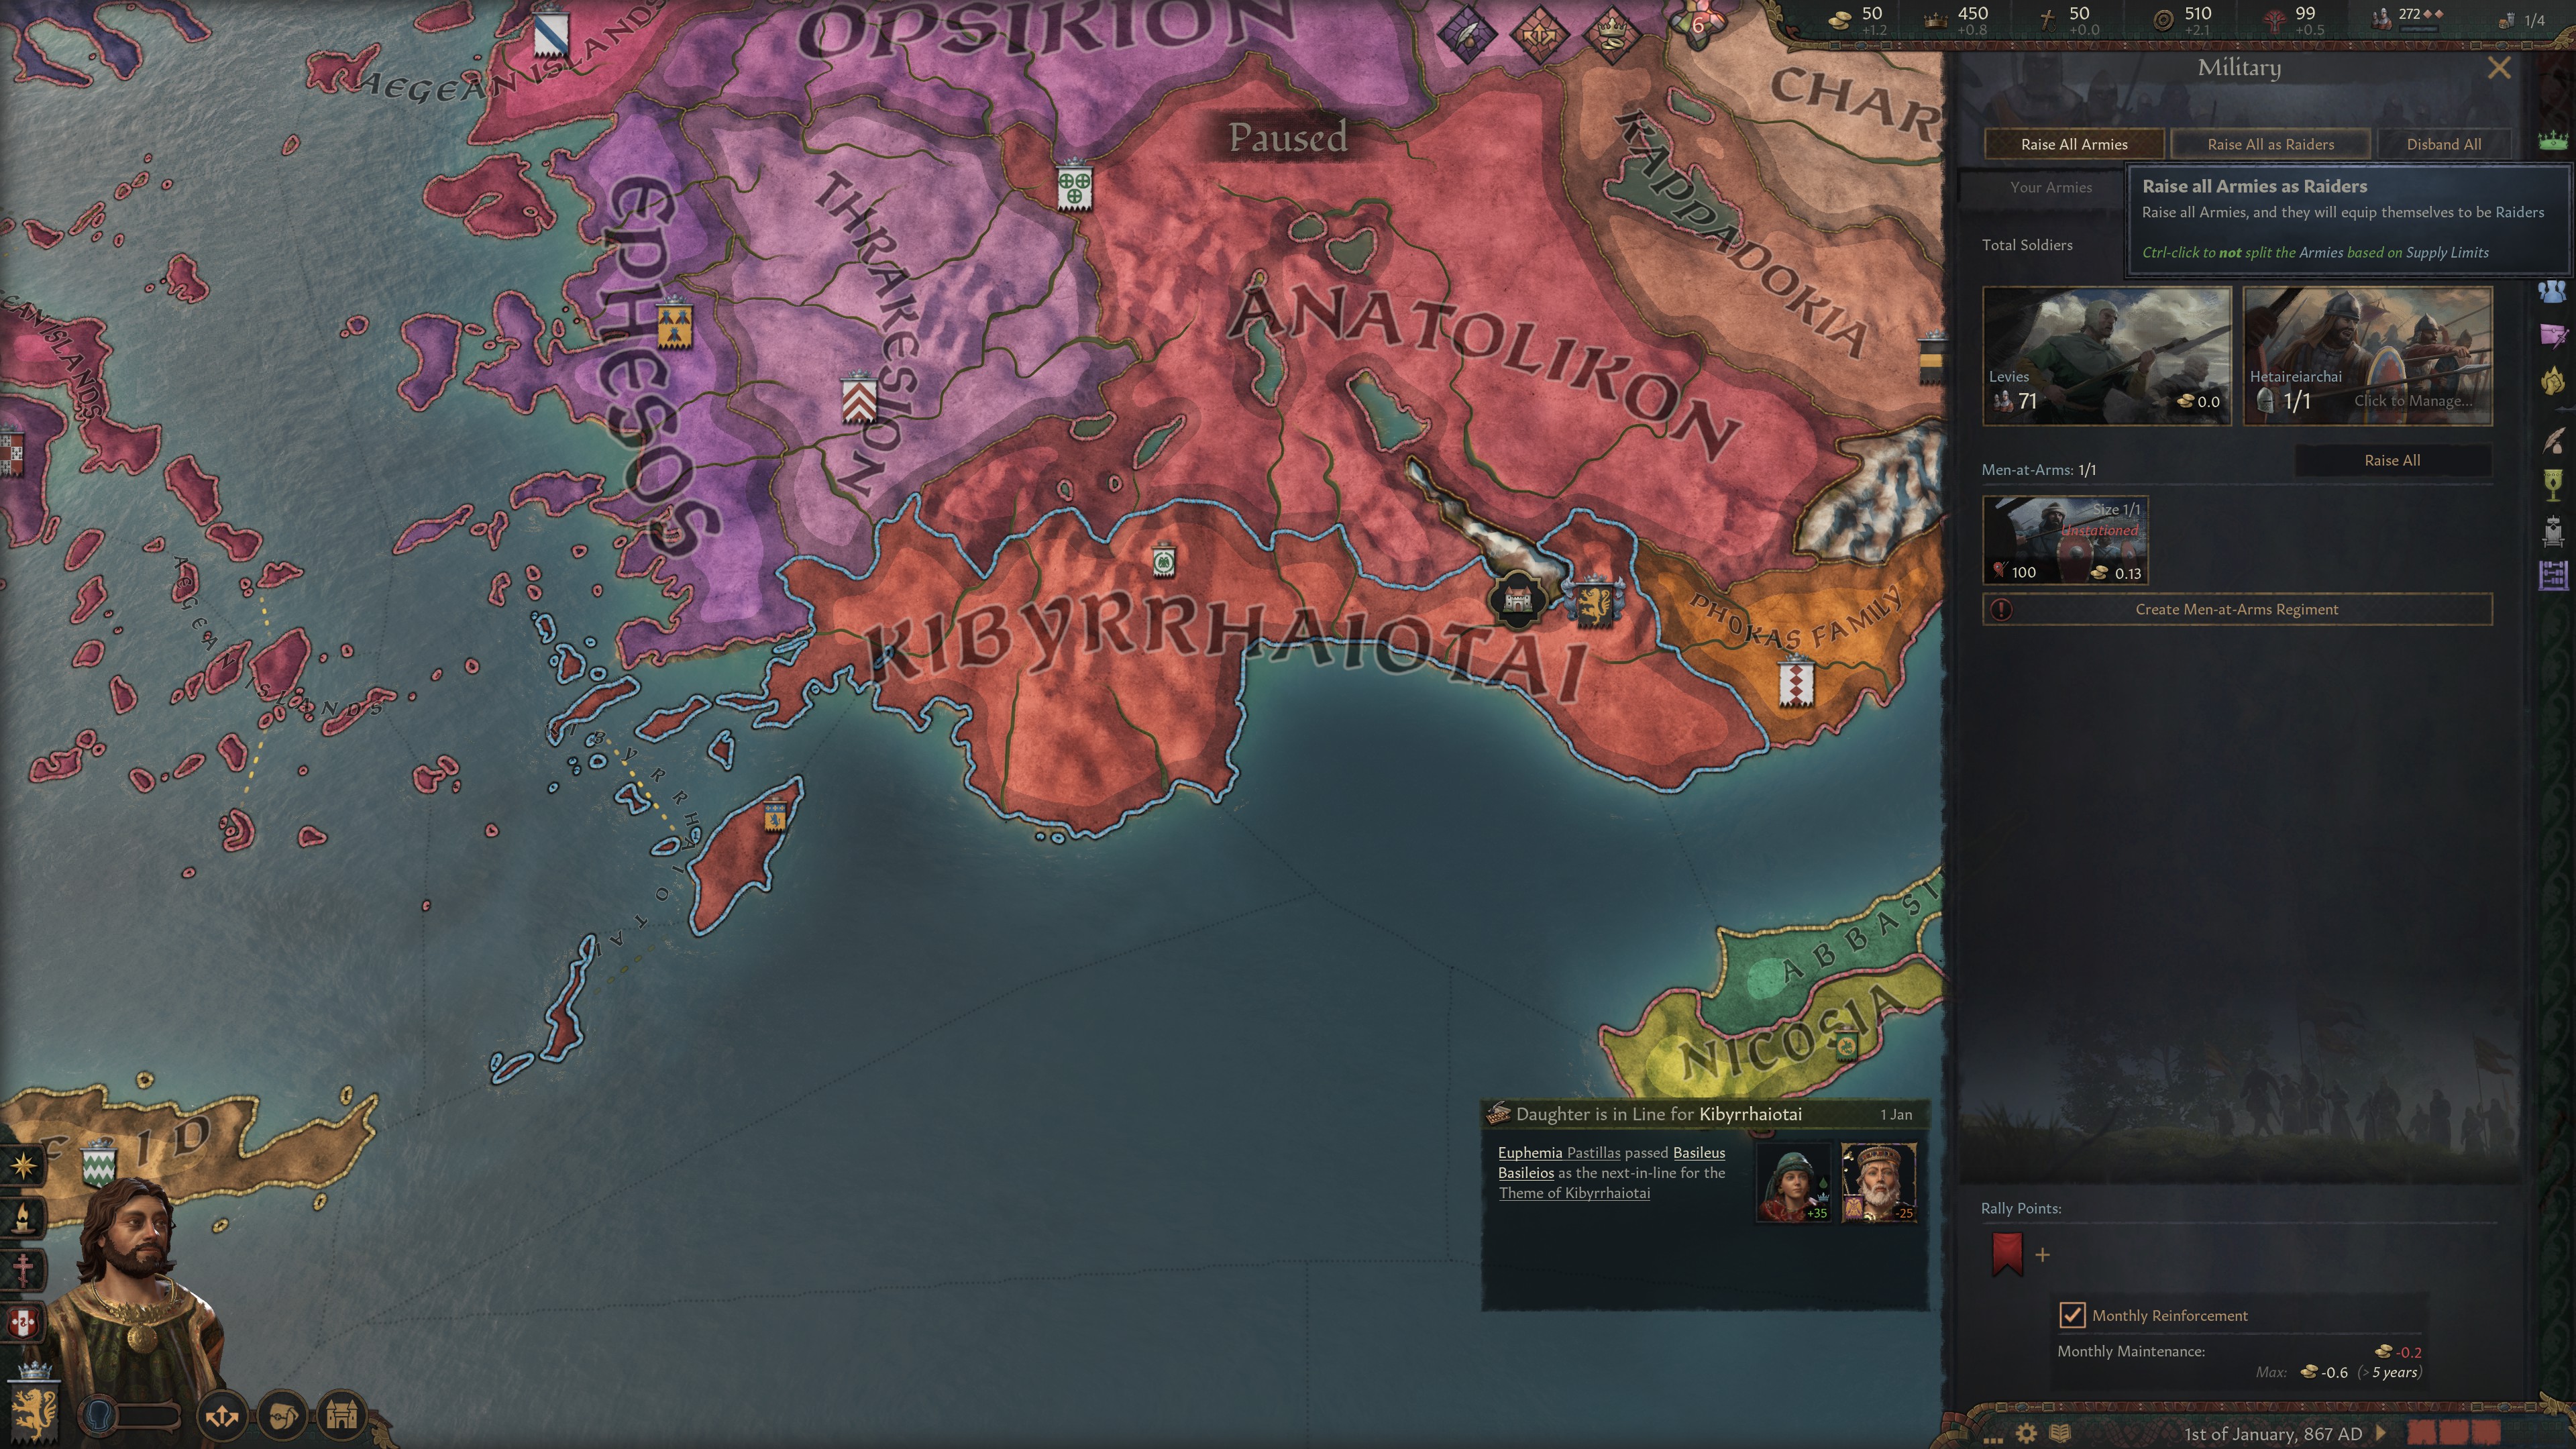 OPSIKION
AEGEAN ISLANDS
6
50
+1.2
450
+0.8
50
+0.0
510
+2.1
99
+0.5
272
1/4
Military
Raise All Armies
Raise All as Raiders
Disband All
Your Armies
Raise all Armies as Raiders
Raise all Armies, and they will equip themselves to be Raiders
Ctrl-click to not split the Armies based on Supply Limits
Total Soldiers
Levies
71
0.0
Hetaireiarchai
1/1
Click to Manage...
Men-at-Arms: 1/1
Raise All
Size 1/1
Unstationed
100
0.13
Create Men-at-Arms Regiment
Paused
CHAR
KAPPADOKIA
EPHESOS
THRAKESION
ANATOLIKON
AEGEAN ISLANDS
KIBYRRHAIOTAI
PHOKAS FAMILY
KIBYRRHAIOTAI
ABBAST
NICOSIA
CID
Daughter is in Line for Kibyrrhaiotai
1 Jan
Euphemia Pastillas passed Basileus
Basileios as the next-in-line for the
Theme of Kibyrrhaiotai
+35
-25
Rally Points:
Monthly Reinforcement
Monthly Maintenance:
-0.2
Max: -0.6 (> 5 years)
1st of January, 867 AD